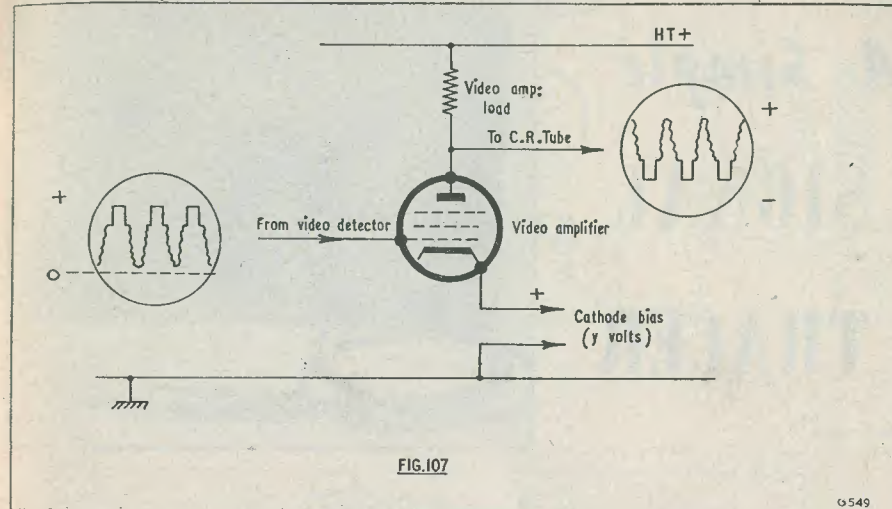 HT+
Video amp:
load
To C.R.Tube
+
-
+
O
From video detector
Video amplifier
+
Cathode bias
(y volts)
FIG.107
G549